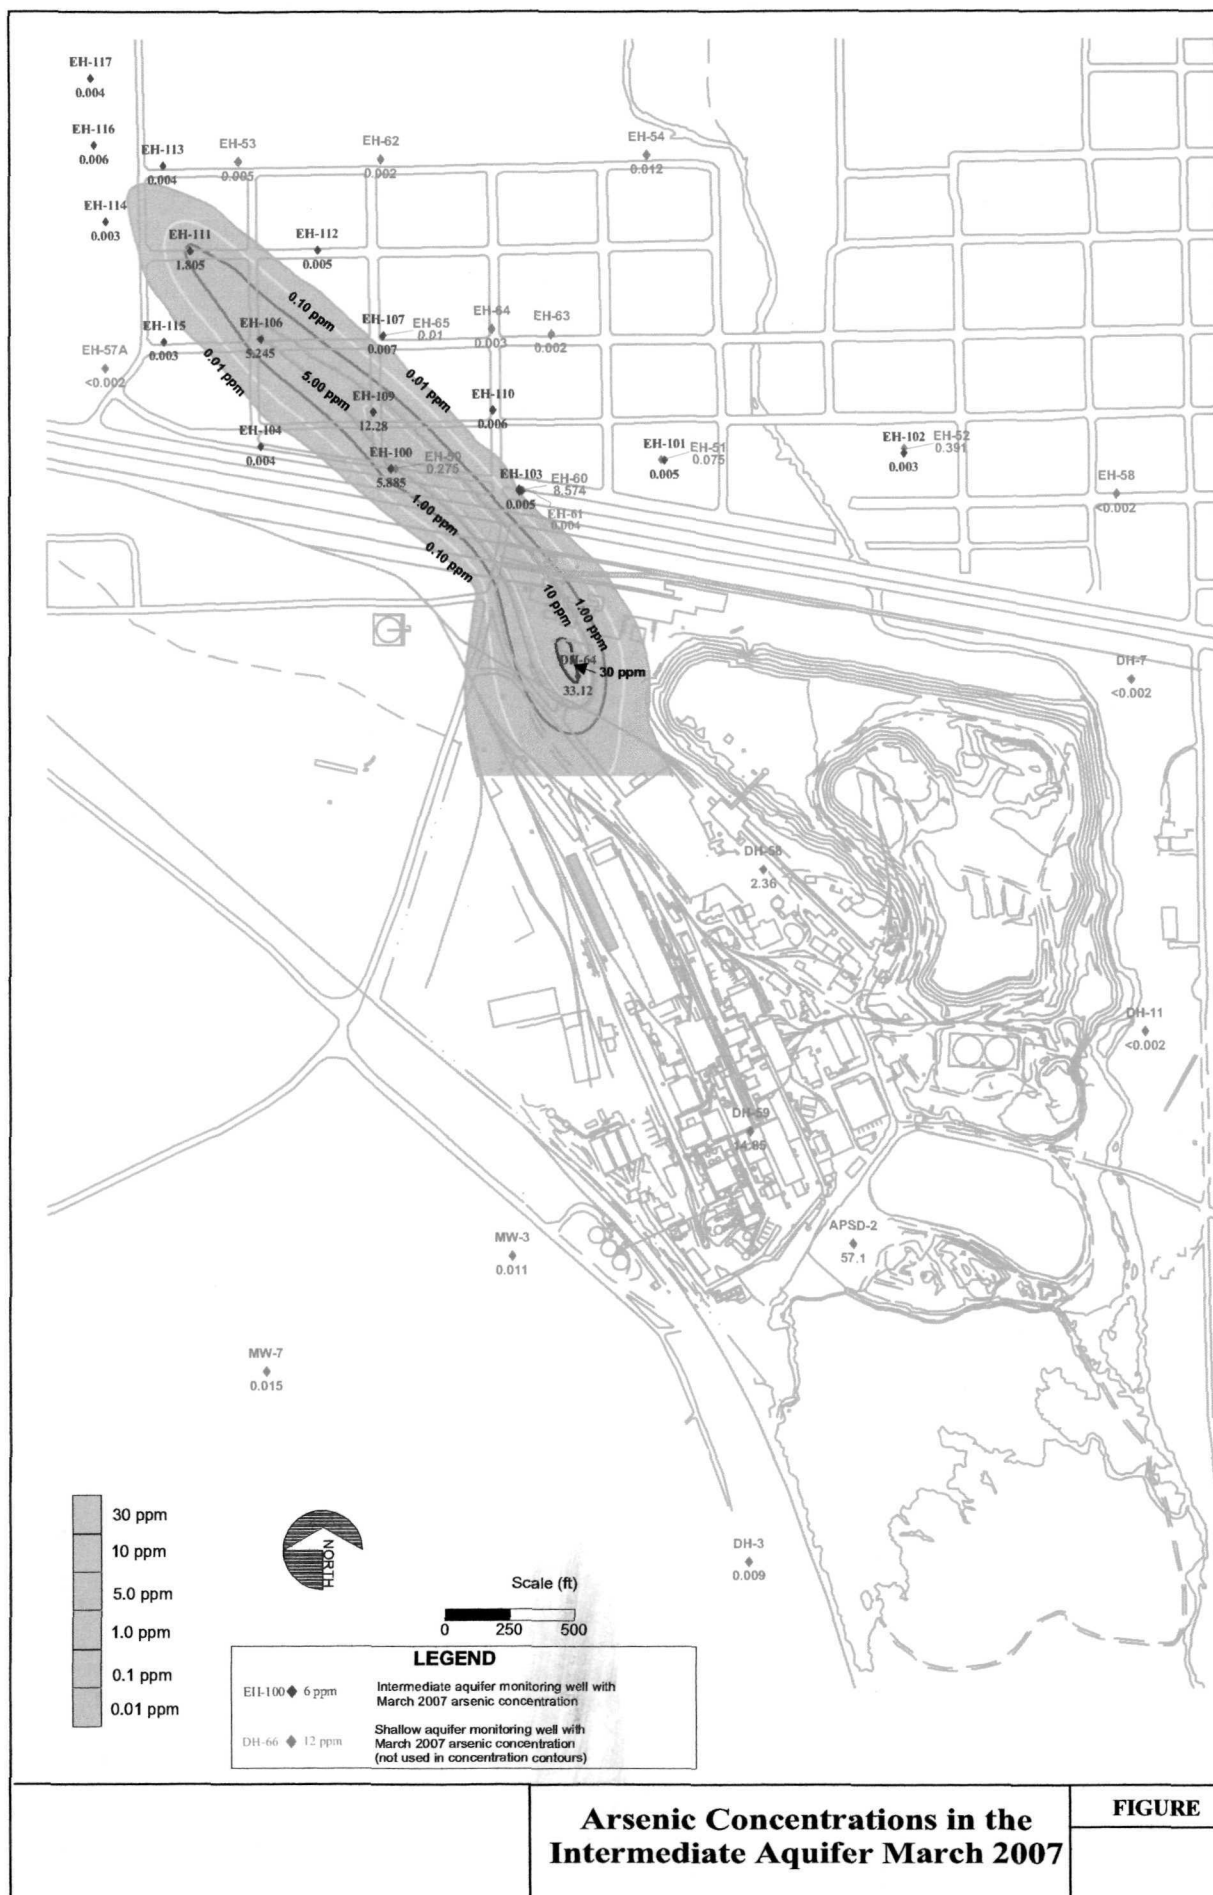 EH-117
0.004
EH-116
0.006
EH-113
0.004
EH-53
0.005
EH-62
0.002
EH-54
0.012
EH-114
0.003
EH-111
1.805
EH-112
0.005
0.10 ppm
EH-115
0.003
EH-106
5.245
EH-107
0.007
EH-65
0.01
EH-64
0.003
EH-63
0.002
EH-57A
<0.002
0.01 ppm
5.00 ppm
0.01 ppm
EH-109
12.28
EH-110
0.006
EH-104
0.004
EH-100
5.885
EH-50
0.275
EH-101
0.005
EH-51
0.075
EH-102
0.003
EH-52
0.391
EH-103
0.005
EH-60
8.574
EH-61
0.004
EH-58
<0.002
1.00 ppm
0.10 ppm
10 ppm
1.00 ppm
DH-64
33.12
30 ppm
DH-7
<0.002
DH-58
2.36
DH-11
<0.002
DH-59
14.85
MW-3
0.011
APSD-2
57.1
MW-7
0.015
DH-3
0.009
30 ppm
10 ppm
5.0 ppm
1.0 ppm
0.1 ppm
0.01 ppm
NORTH
Scale (ft)
0 250 500
LEGEND
EH-100 6 ppm
Intermediate aquifer monitoring well with
March 2007 arsenic concentration
DH-66 12 ppm
Shallow aquifer monitoring well with
March 2007 arsenic concentration
(not used in concentration contours)
Arsenic Concentrations in the
Intermediate Aquifer March 2007
FIGURE